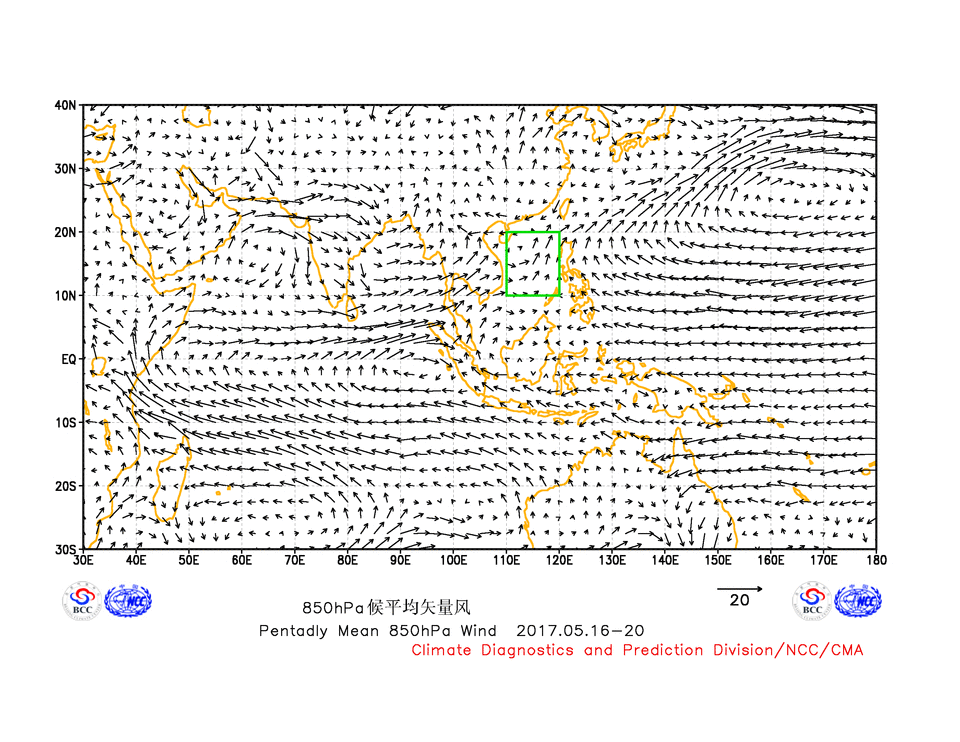 40N
30N
20N
10N
EQ
10S
20S
30S
30E 40E 50E 60E 70E 80E 90E 100E 110E 120E 130E 140E 150E 160E 170E 180
BCC NCC BCC NCC
20
850hPa候平均矢量风
Pentadly Mean 850hPa Wind 2017.05.16-20
Climate Diagnostics and Prediction Division/NCC/CMA